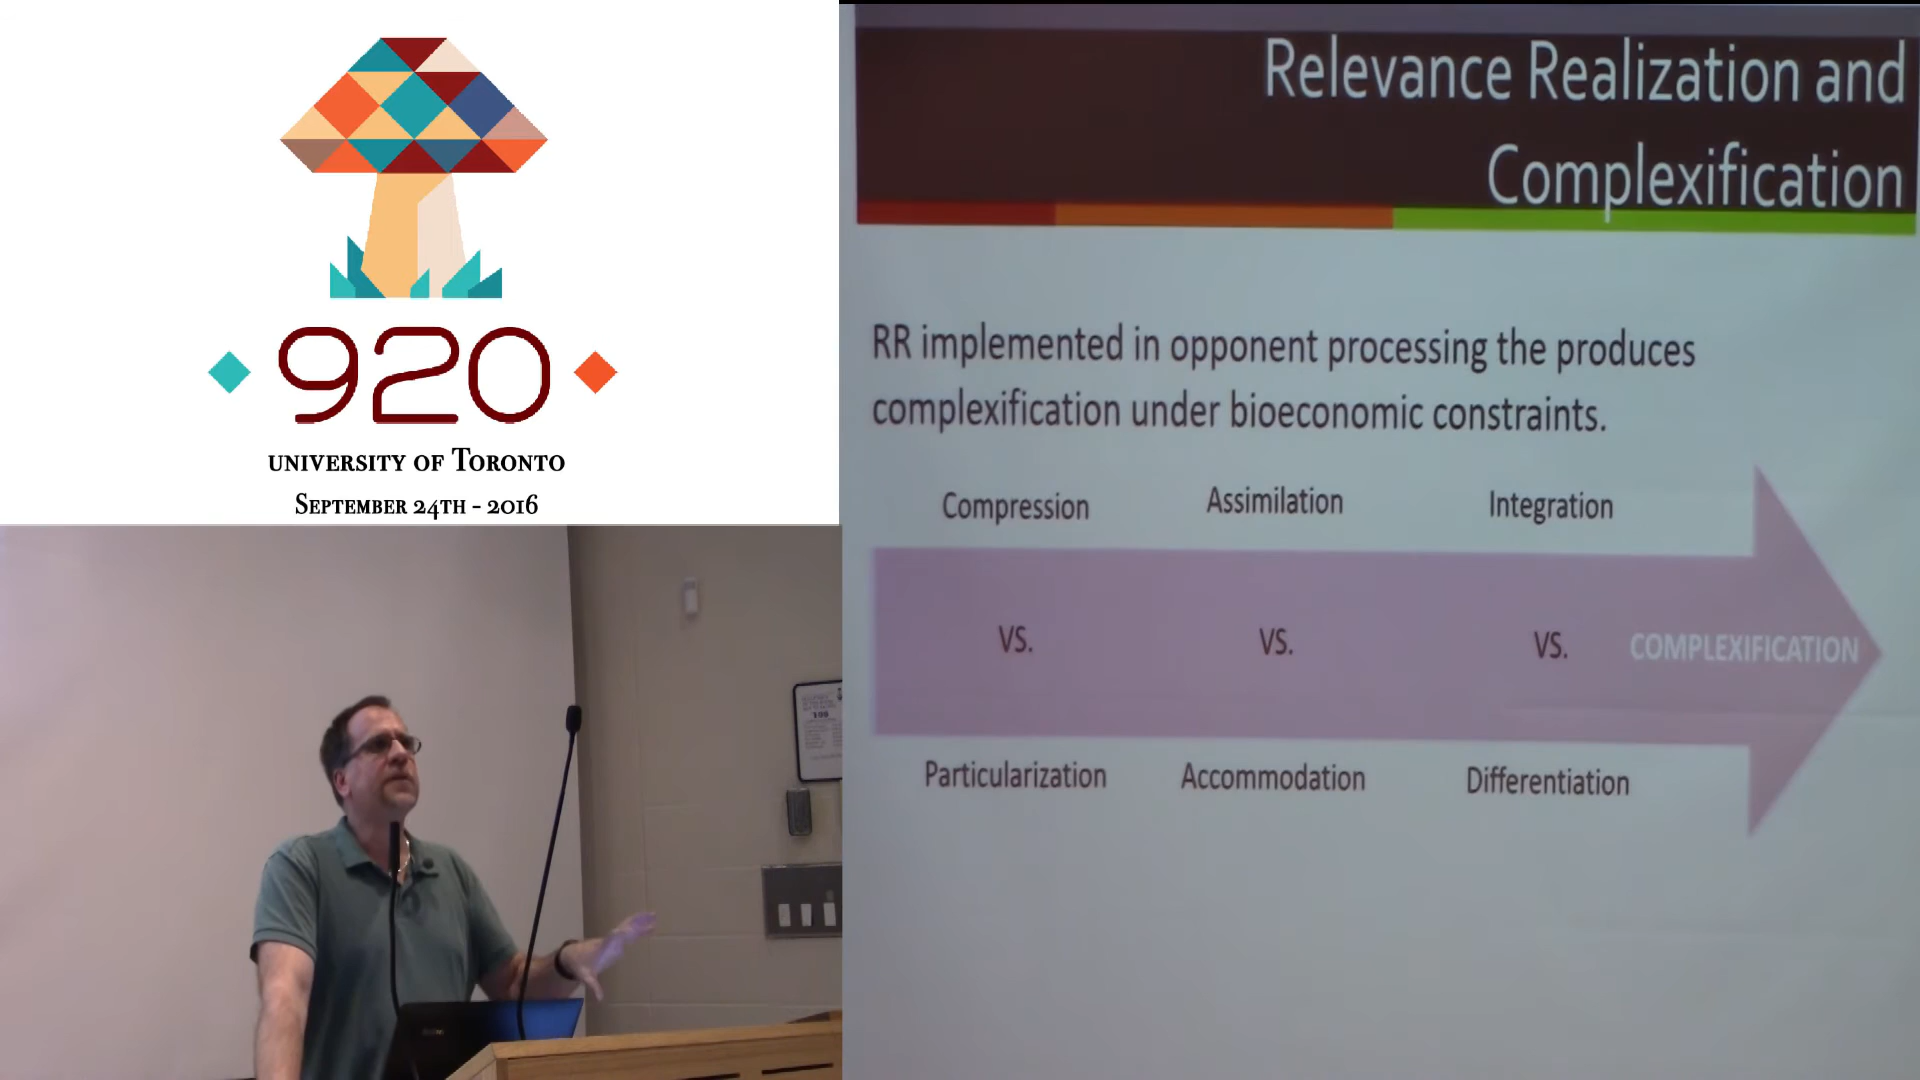 920
UNIVERSITY OF TORONTO
SEPTEMBER 24TH - 2016
Relevance Realization and
Complexification
RR implemented in opponent processing the produces
complexification under bioeconomic constraints.
Compression
Assimilation
Integration
VS.
VS.
VS.
COMPLEXIFICATION
Particularization
Accommodation
Differentiation